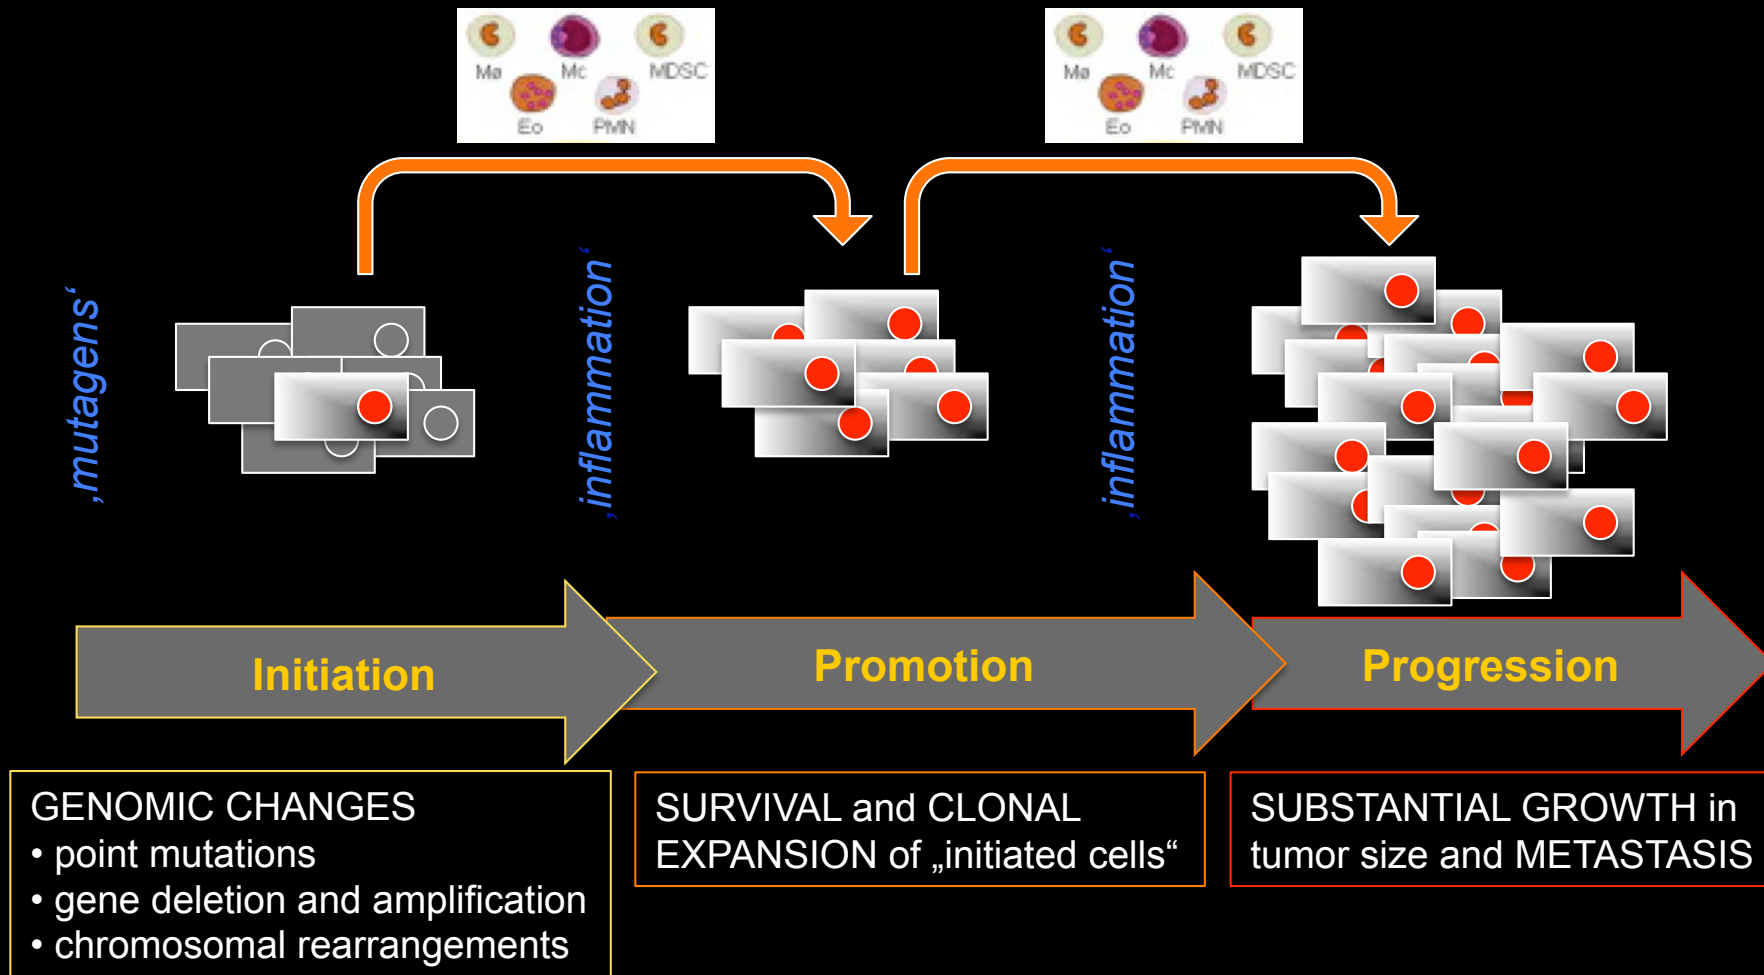 Mø Mc MDSC
Eo PMN
Mø Mc MDSC
Eo PMN
‚mutagens‘
‚inflammation‘
‚inflammation‘
Initiation
Promotion
Progression
GENOMIC CHANGES
• point mutations
• gene deletion and amplification
• chromosomal rearrangements
SURVIVAL and CLONAL
EXPANSION of „initiated cells“
SUBSTANTIAL GROWTH in
tumor size and METASTASIS